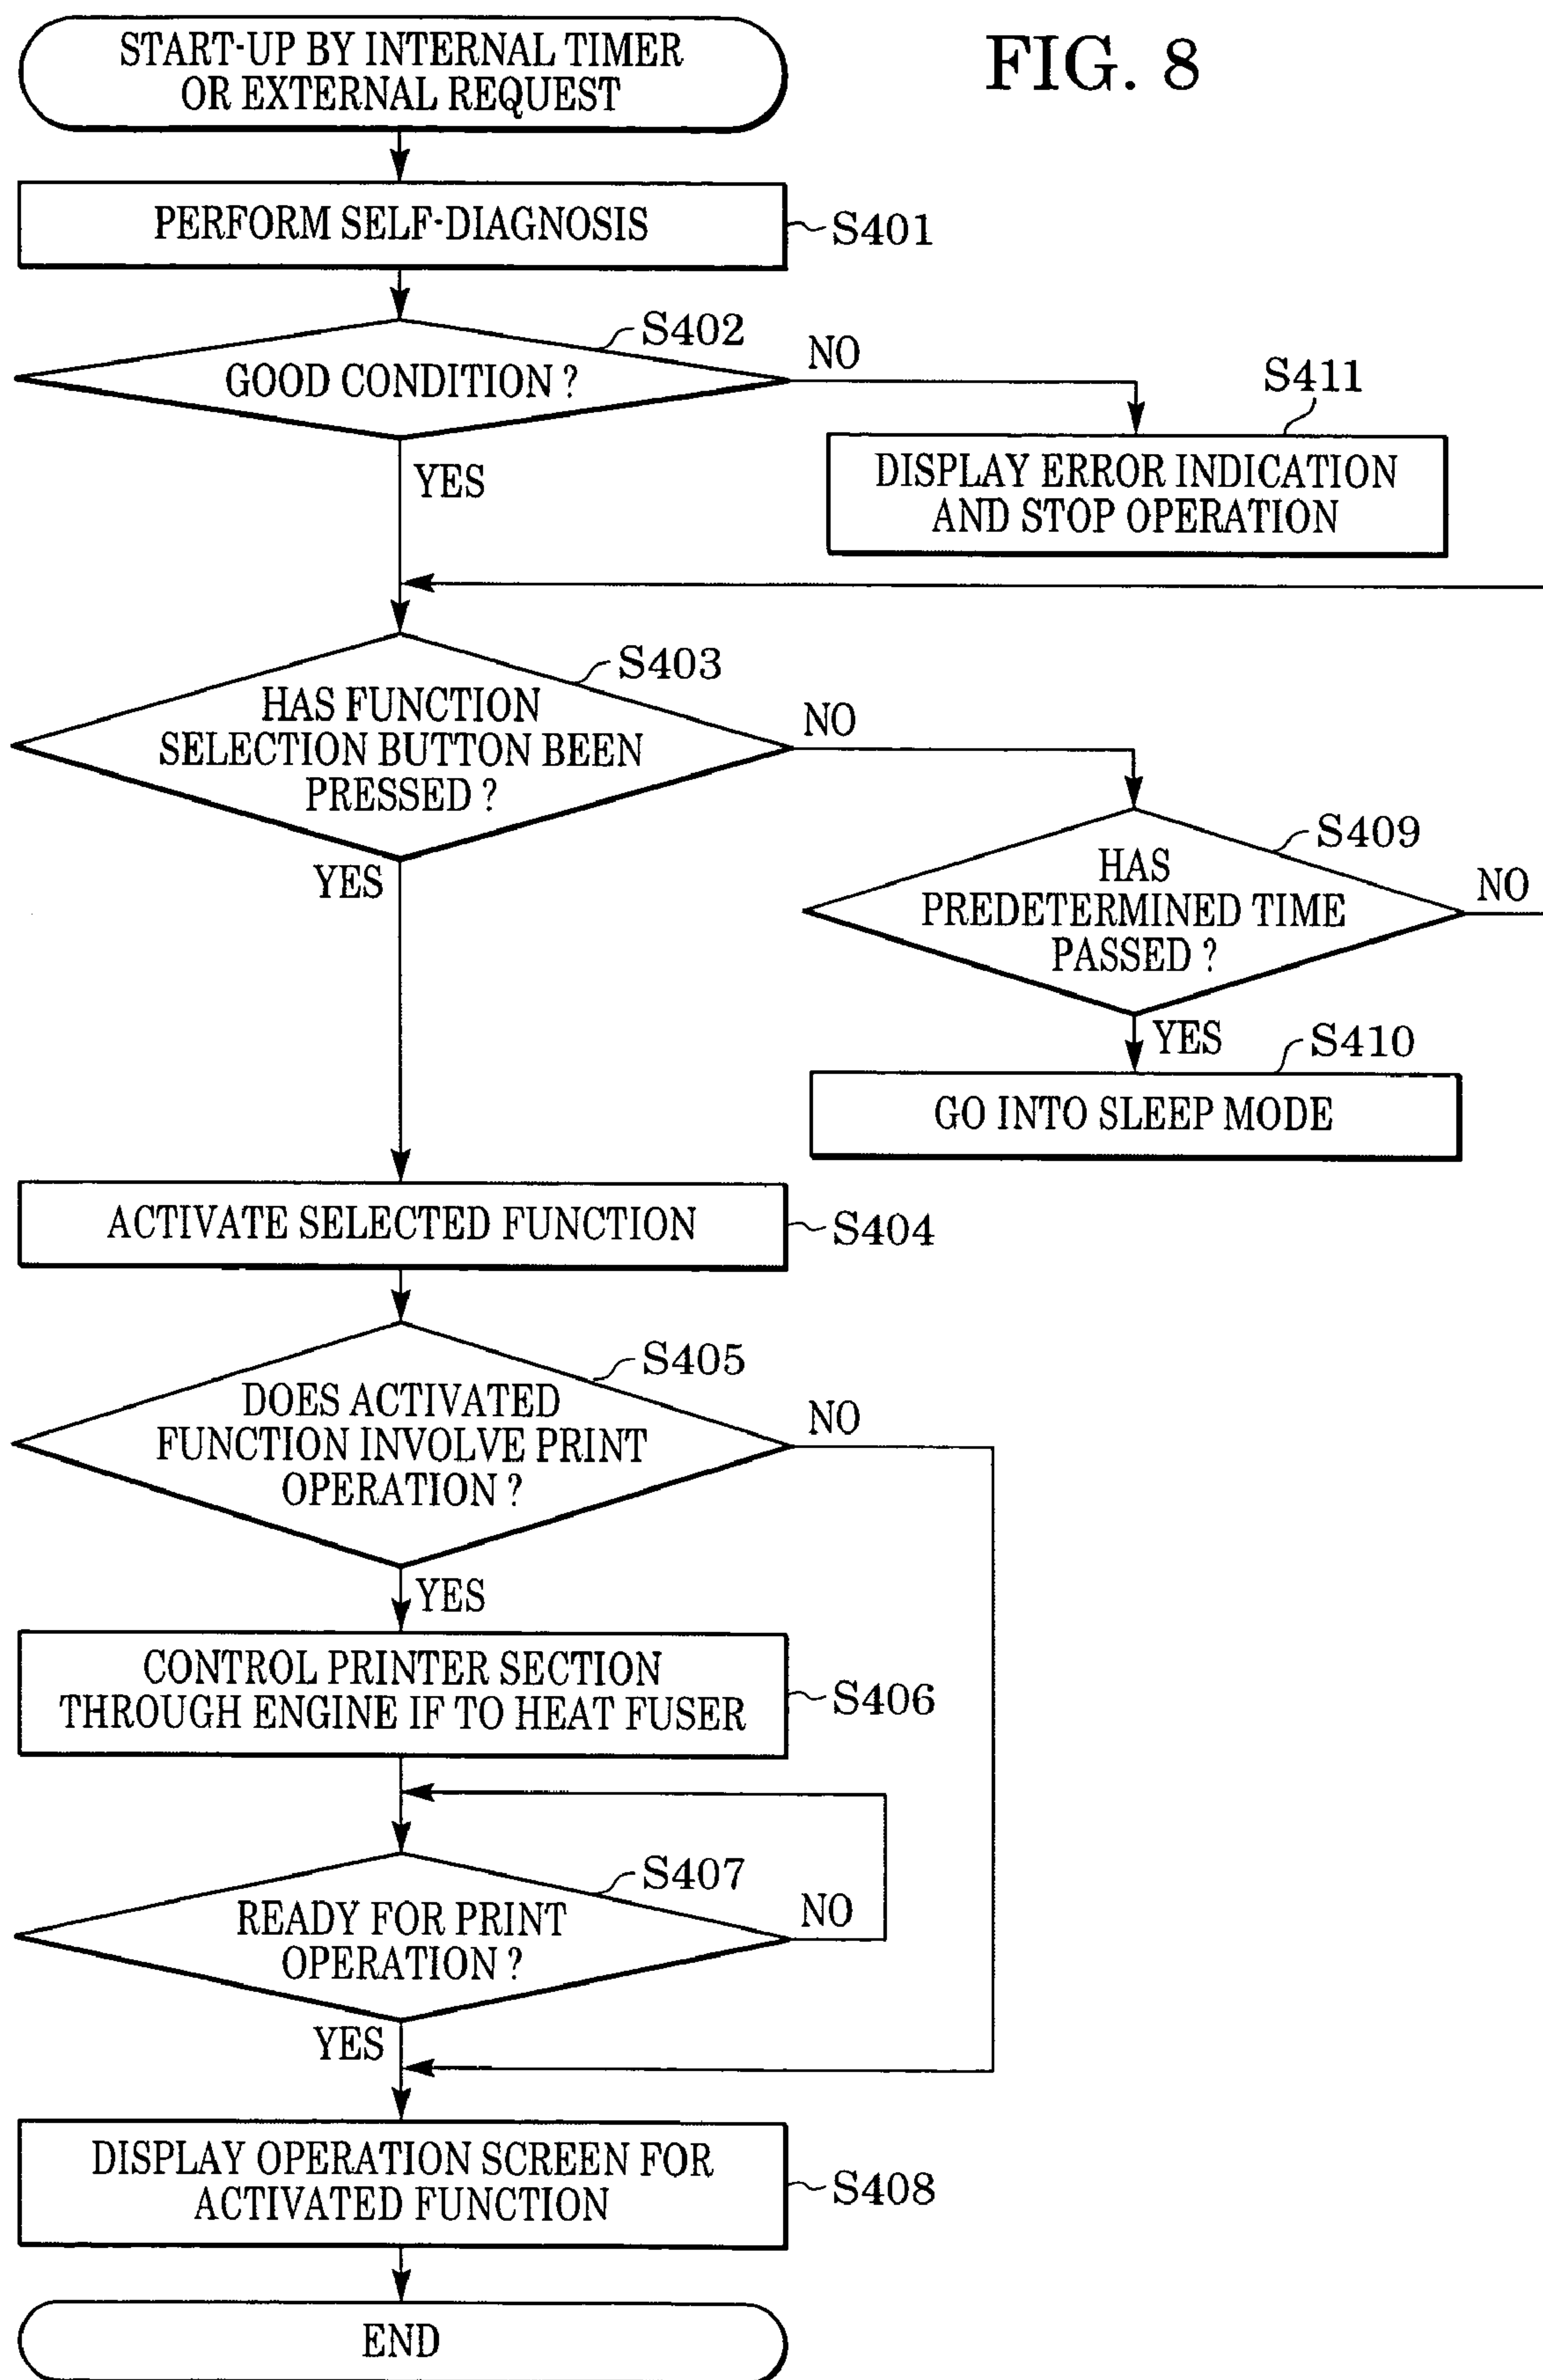 FIG. 8
START-UP BY INTERNAL TIMER
OR EXTERNAL REQUEST
PERFORM SELF-DIAGNOSIS
S401
GOOD CONDITION ?
S402
NO
YES
S411
DISPLAY ERROR INDICATION
AND STOP OPERATION
S403
HAS FUNCTION
SELECTION BUTTON BEEN
PRESSED ?
NO
YES
S409
HAS
PREDETERMINED TIME
PASSED ?
NO
YES
S410
GO INTO SLEEP MODE
ACTIVATE SELECTED FUNCTION
S404
S405
DOES ACTIVATED
FUNCTION INVOLVE PRINT
OPERATION ?
NO
YES
CONTROL PRINTER SECTION
THROUGH ENGINE IF TO HEAT FUSER
S406
S407
READY FOR PRINT
OPERATION ?
NO
YES
DISPLAY OPERATION SCREEN FOR
ACTIVATED FUNCTION
S408
END